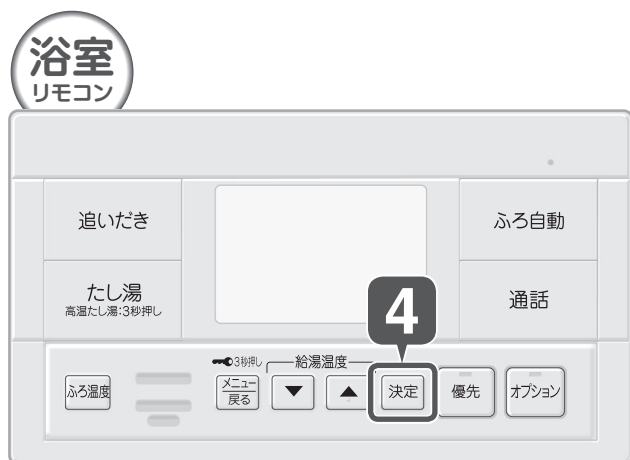 浴室
リモコン
追いだき
ふろ自動
たし湯
高温たし湯:3秒押し
通話
4
3秒押し
給湯温度
ふろ温度
メニュー
戻る
▼
▲
決定
優先
オプション